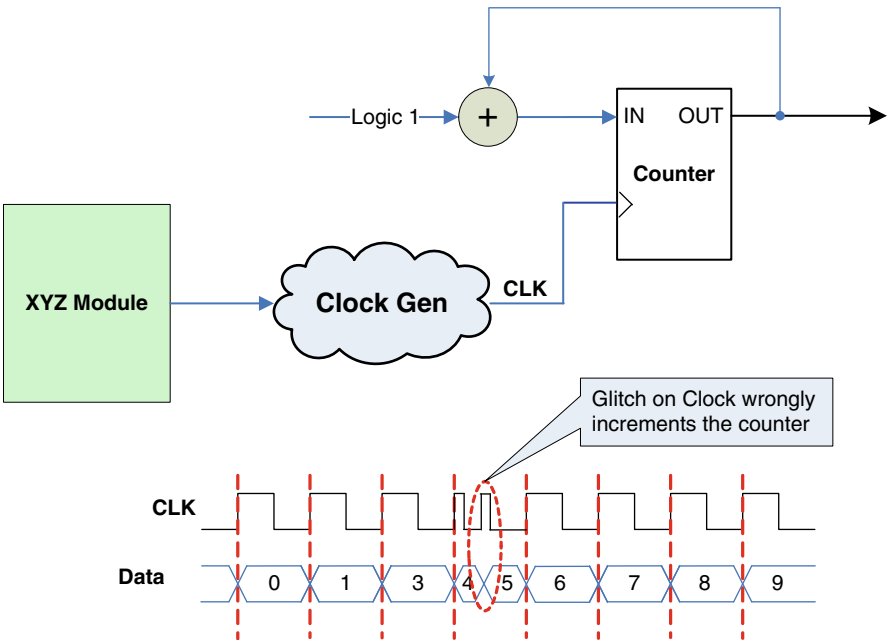 Logic 1
+
IN OUT
Counter
XYZ Module
Clock Gen
CLK
Glitch on Clock wrongly
increments the counter
CLK
Data
0 1 3 4 5 6 7 8 9